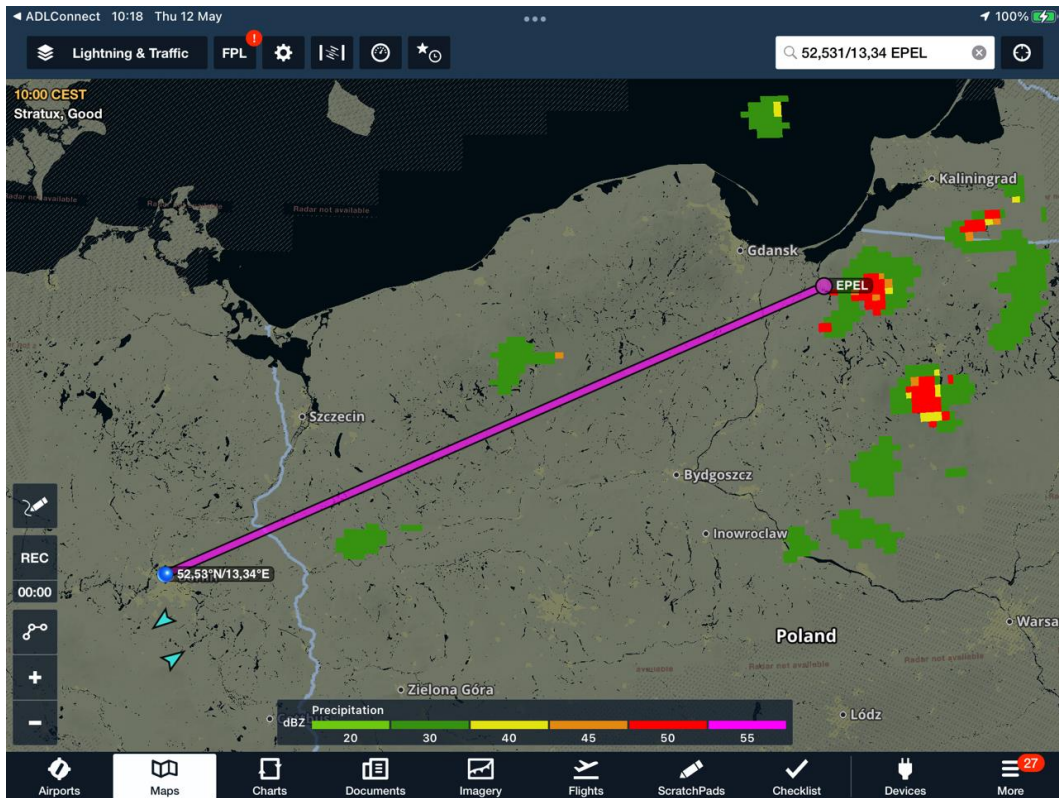 ◀ ADLConnect 10:18 Thu 12 May
100%
Lightning & Traffic
FPL
!
52,531/13,34 EPEL
10:00 CEST
Stratux, Good
Radar not available
Kaliningrad
Gdansk
EPEL
Szczecin
Bydgoszcz
Inowroclaw
52,53°N/13,34°E
REC
00:00
Warsa
Poland
Radar not available
Radar not available
available
Zielona Góra
Lódz
Precipitation
dBZ
20 30 40 45 50 55
Airports
Maps
Charts
Documents
Imagery
Flights
ScratchPads
Checklist
Devices
27
More